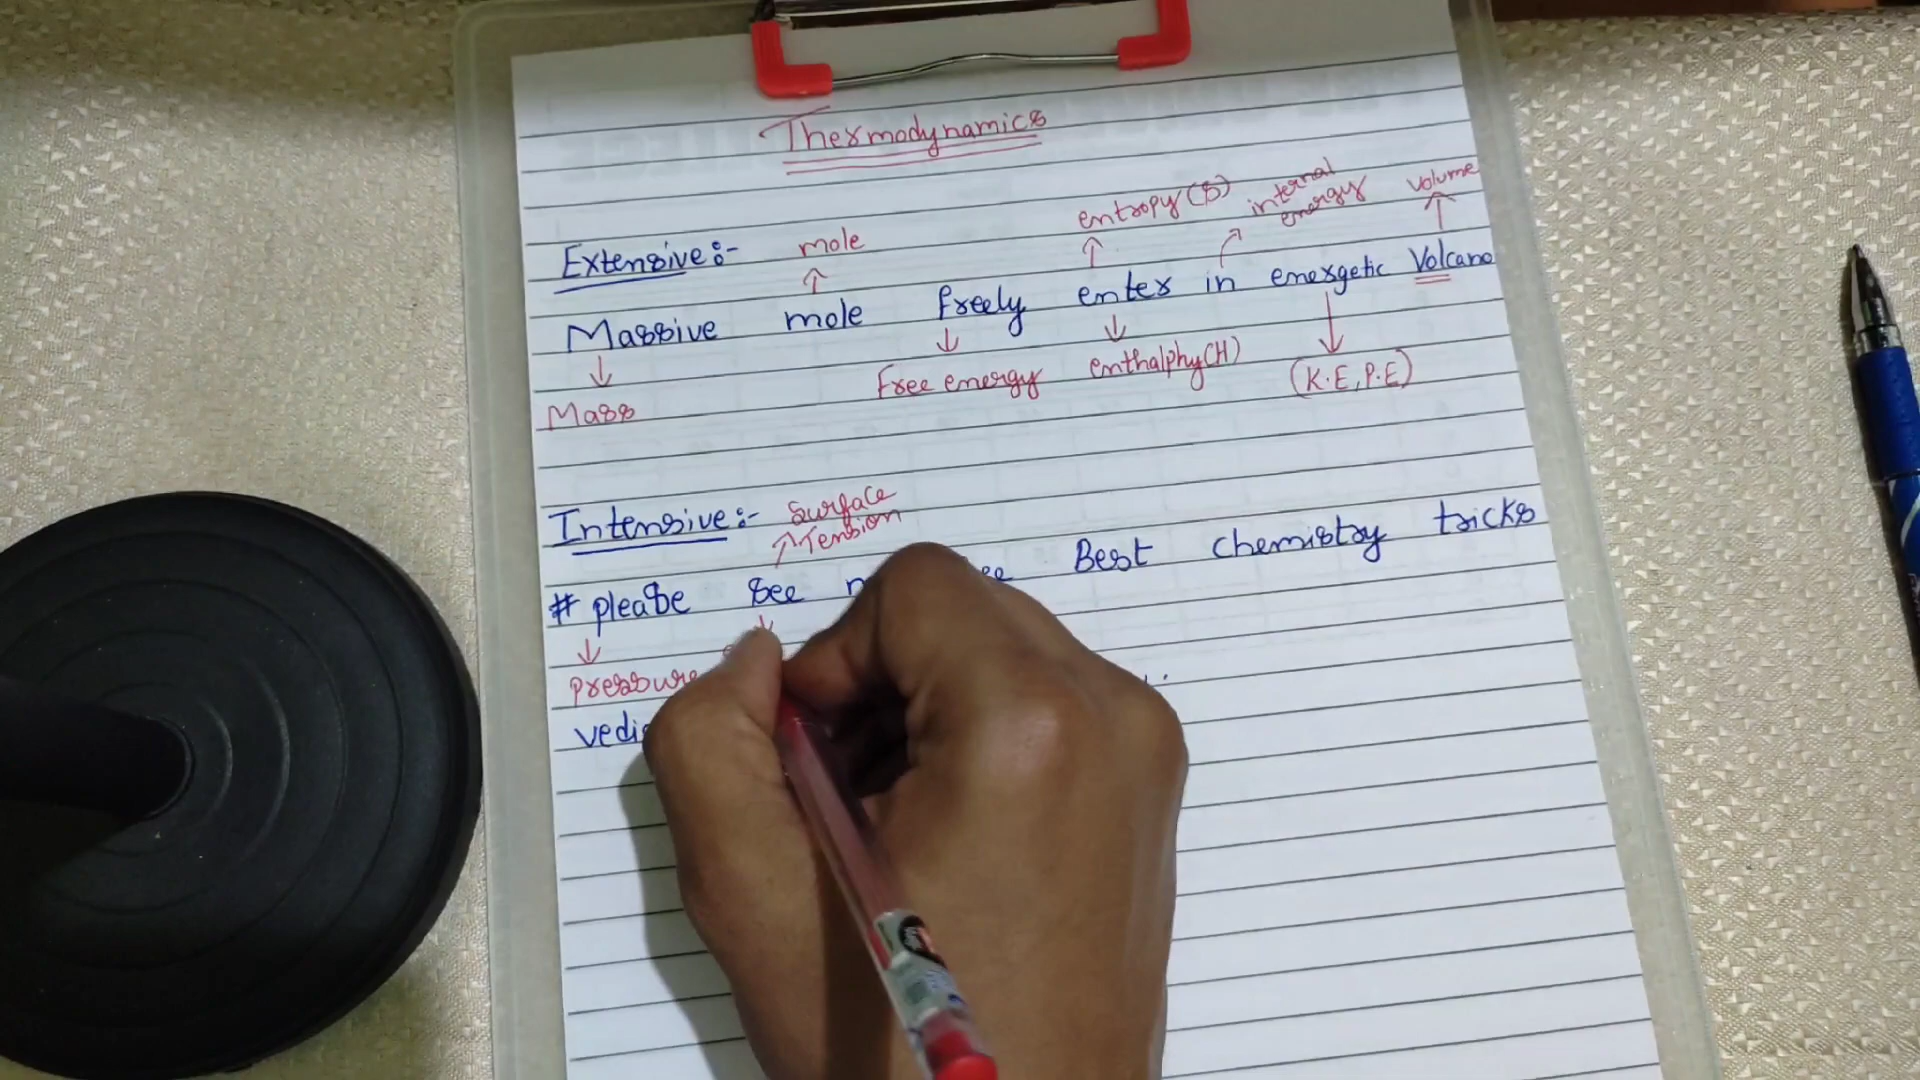 Thermodynamics
entropy (S) internal energy Volume
Extensive :- mole
Massive mole freely enter in energetic Volcano
Mass Free energy enthalphy(H) (K.E, P.E)
Intensive :- Surface Tension
# please see Best chemistry tricks
pressure